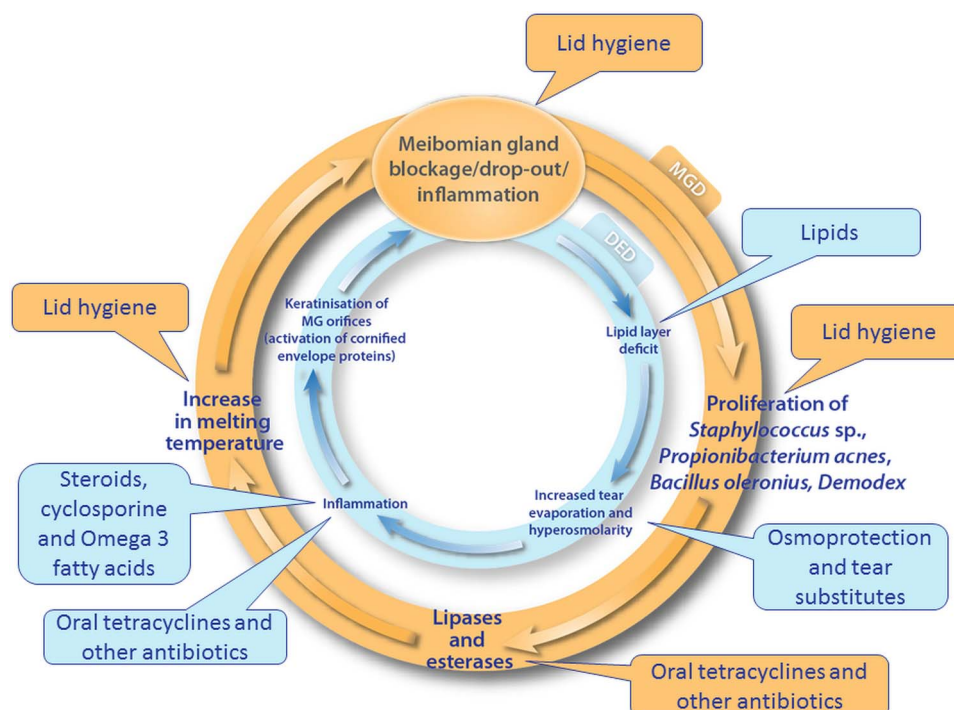 Lid hygiene
Meibomian gland
blockage/drop-out/
inflammation
MGD
DED
Lipids
Lid hygiene
Keratinisation of
MG orifices
(activation of cornified
envelope proteins)
Lipid layer
deficit
Lid hygiene
Increase
in melting
temperature
Proliferation of
Staphylococcus sp.,
Propionibacterium acnes,
Bacillus oleronius, Demodex
Steroids,
cyclosporine
and Omega 3
fatty acids
Inflammation
Increased tear
evaporation and
hyperosmolarity
Osmoprotection
and tear
substitutes
Oral tetracyclines and
other antibiotics
Lipases
and
esterases
Oral tetracyclines and
other antibiotics